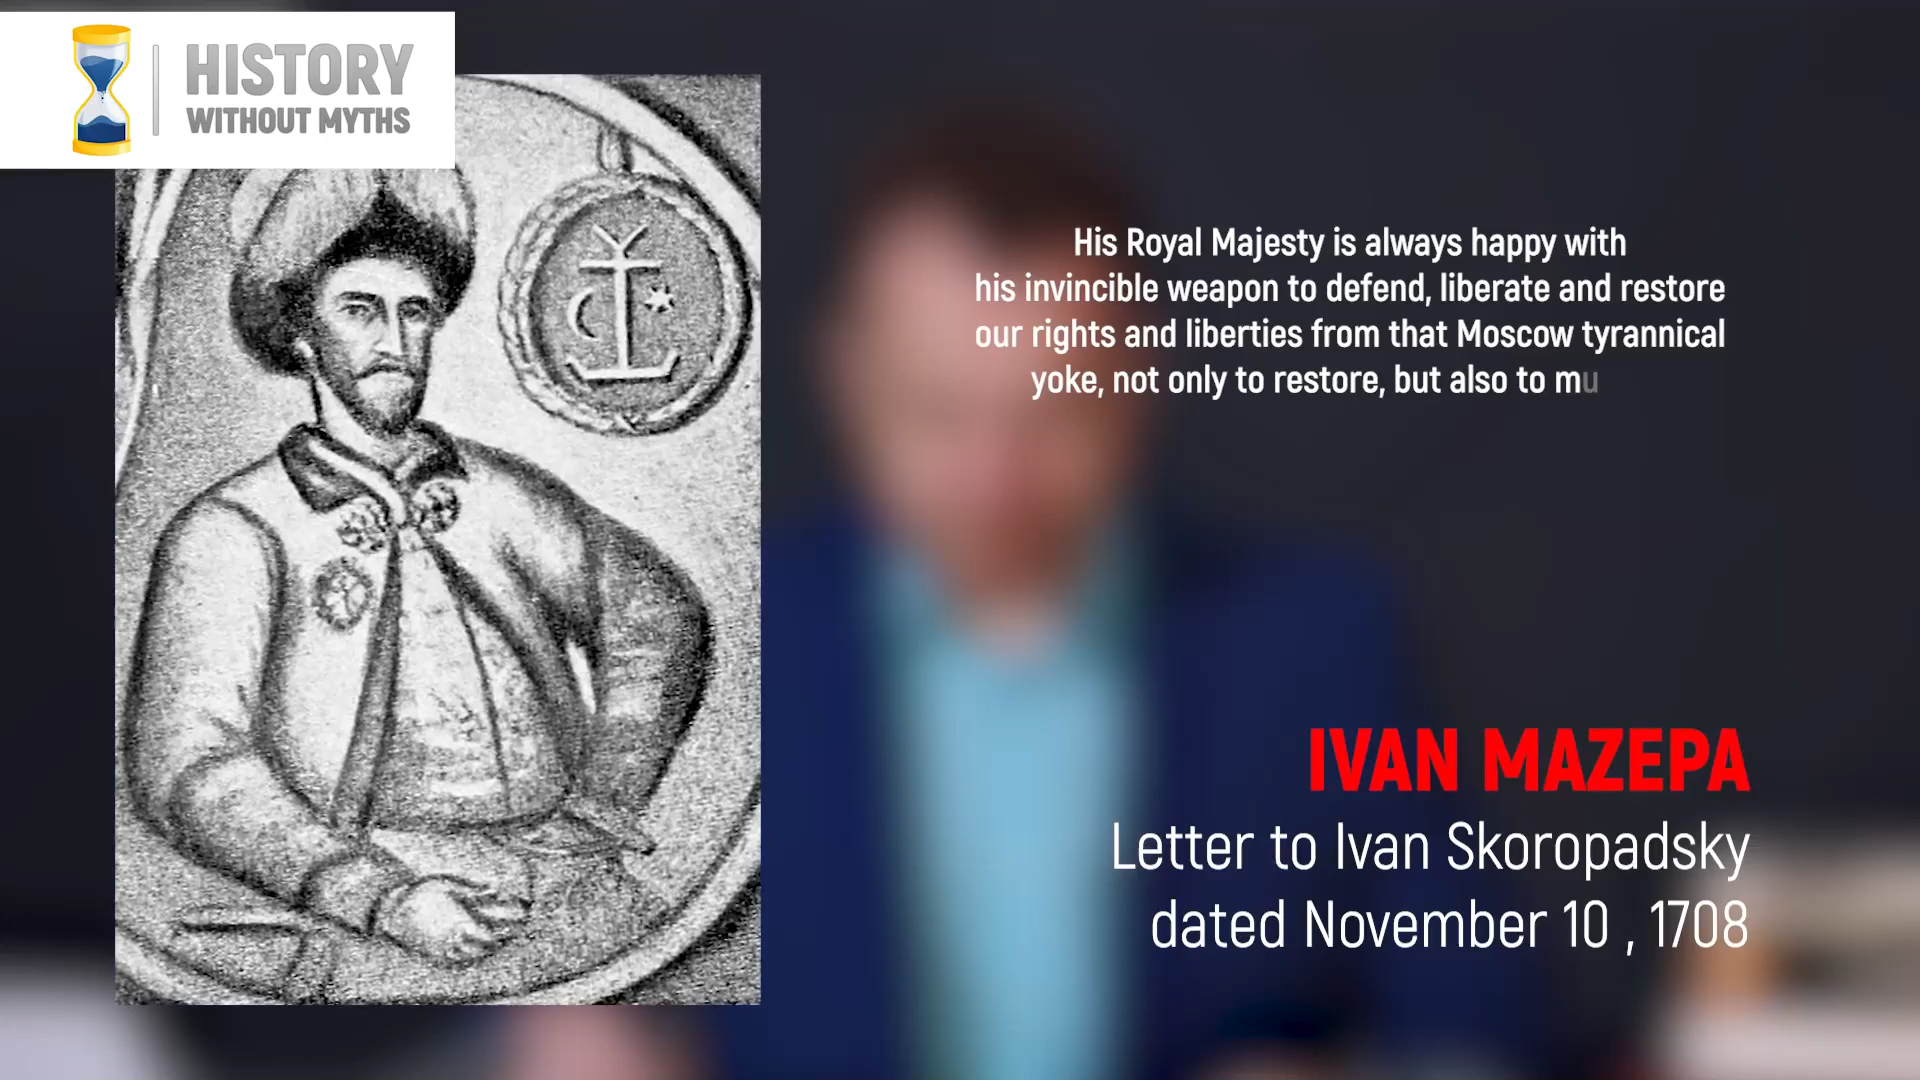 HISTORY
WITHOUT MYTHS
His Royal Majesty is always happy with
his invincible weapon to defend, liberate and restore
our rights and liberties from that Moscow tyrannical
yoke, not only to restore, but also to mu
IVAN MAZEPA
Letter to Ivan Skoropadsky
dated November 10 , 1708